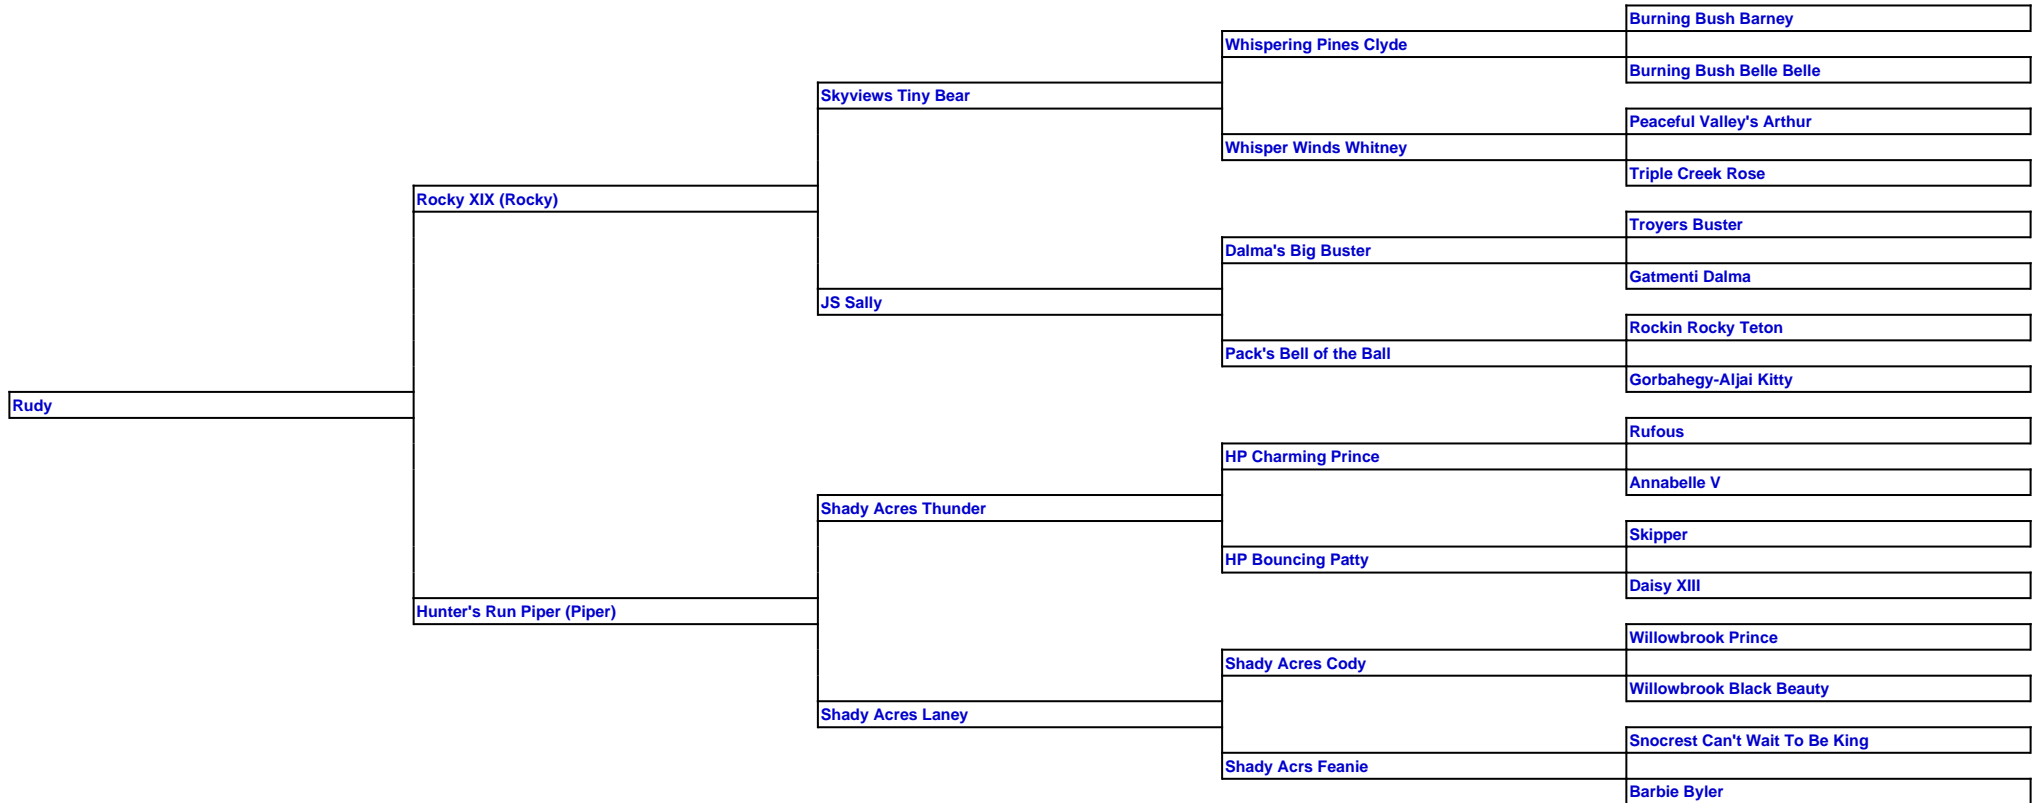 Burning Bush Barney
Whispering Pines Clyde
Burning Bush Belle Belle
Skyviews Tiny Bear
Peaceful Valley's Arthur
Whisper Winds Whitney
Triple Creek Rose
Rocky XIX (Rocky)
Troyers Buster
Dalma's Big Buster
Gatmenti Dalma
JS Sally
Rockin Rocky Teton
Pack's Bell of the Ball
Gorbahegy-Aljai Kitty
Rudy
Rufous
HP Charming Prince
Annabelle V
Shady Acres Thunder
Skipper
HP Bouncing Patty
Daisy XIII
Hunter's Run Piper (Piper)
Willowbrook Prince
Shady Acres Cody
Willowbrook Black Beauty
Shady Acres Laney
Snocrest Can't Wait To Be King
Shady Acrs Feanie
Barbie Byler